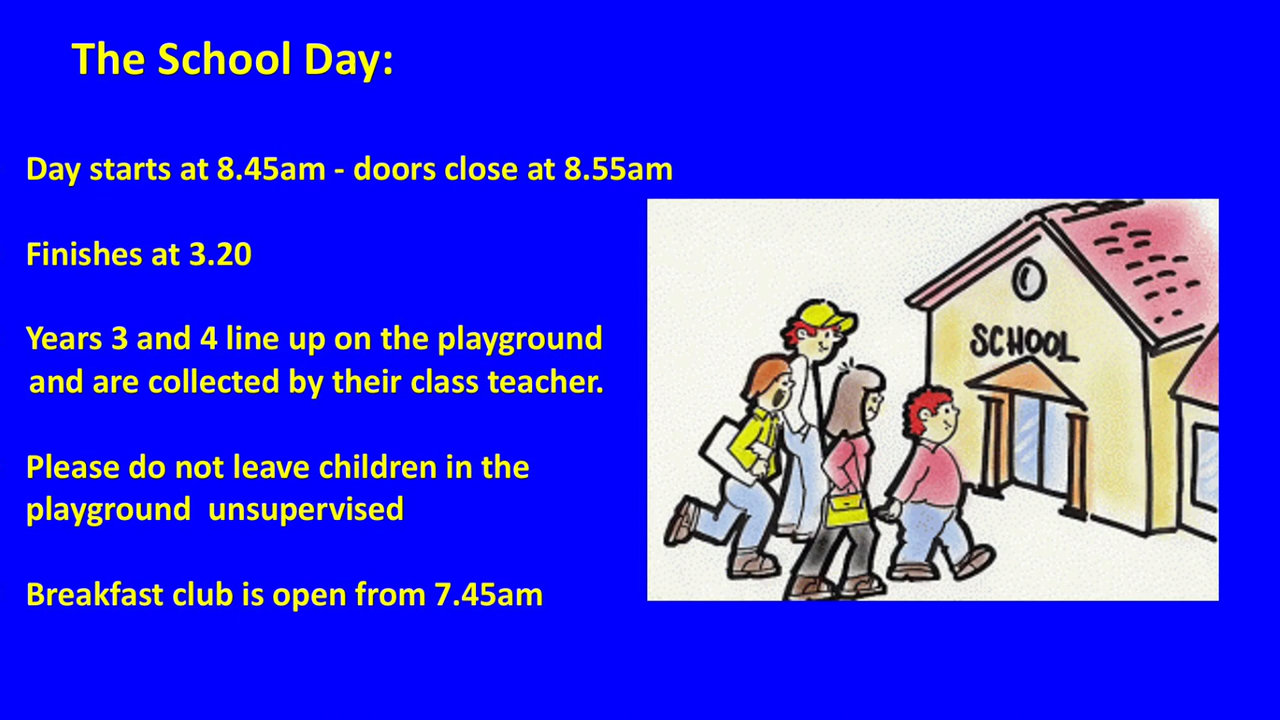 The School Day:
Day starts at 8.45am - doors close at 8.55am
Finishes at 3.20
Years 3 and 4 line up on the playground
and are collected by their class teacher.
Please do not leave children in the
playground  unsupervised
Breakfast club is open from 7.45am
SCHOOL